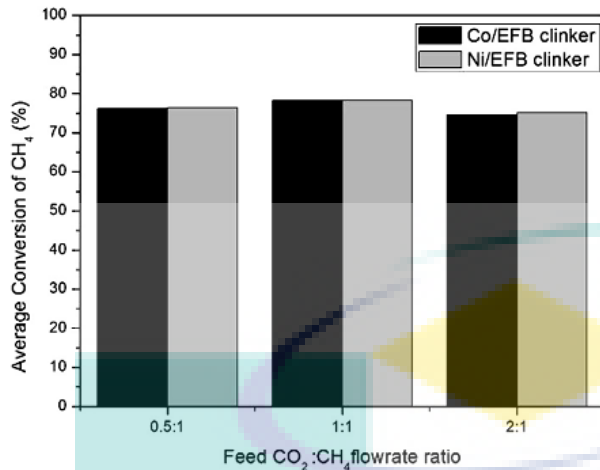 100
90
80
70
60
50
40
30
20
10
0
Average Conversion of CH₄ (%)
Co/EFB clinker
Ni/EFB clinker
0.5:1 1:1 2:1
Feed CO₂:CH₄ flowrate ratio